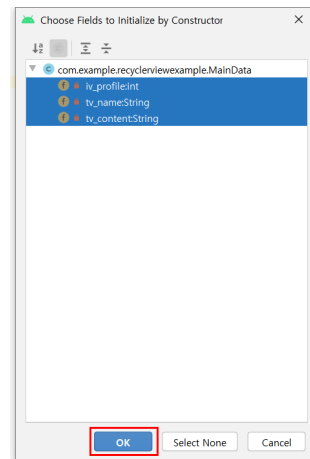 Choose Fields to Initialize by Constructor
com.example.recyclerviewexample.MainData
iv_profile:int
tv_name:String
tv_content:String
OK Select None Cancel